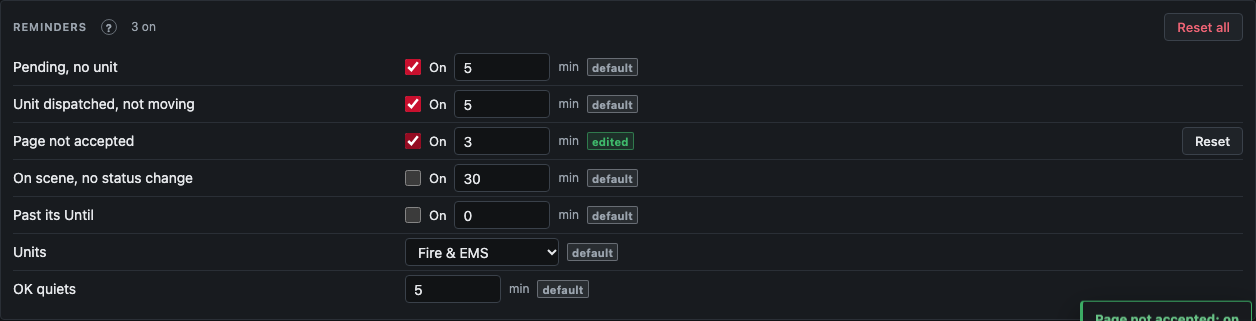 REMINDERS ? 3 on Reset all
Pending, no unit On 5 min default
Unit dispatched, not moving On 5 min default
Page not accepted On 3 min edited Reset
On scene, no status change On 30 min default
Past its Until On 0 min default
Units Fire & EMS default
OK quiets 5 min default
Page not accepted: on